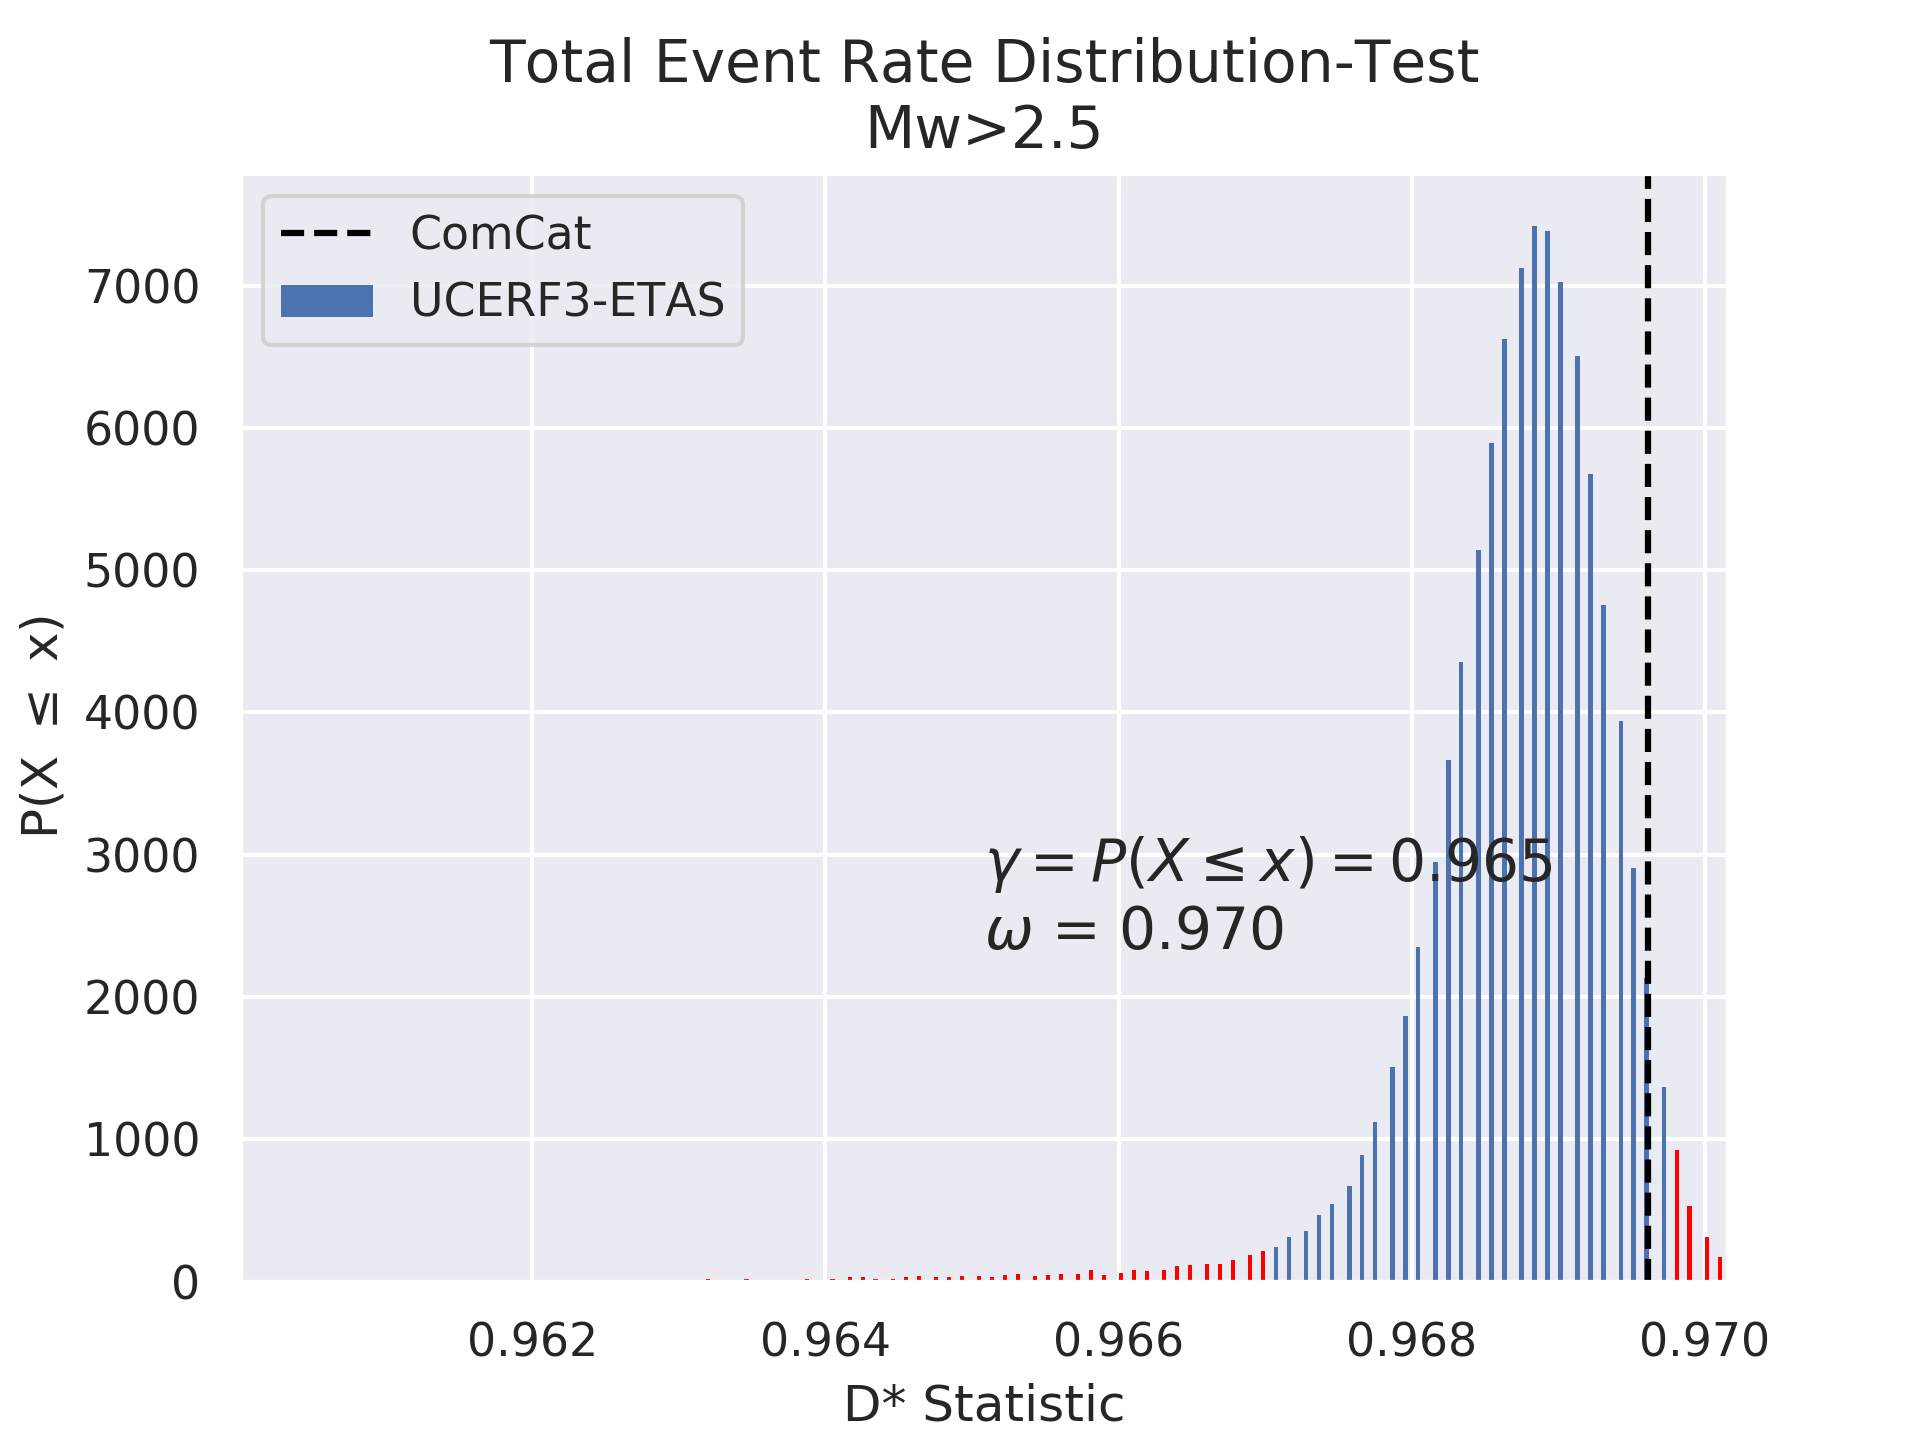 Total Event Rate Distribution-Test
Mw>2.5
ComCat
UCERF3-ETAS
P(X ≤ x)
7000
6000
5000
4000
3000
2000
1000
0
γ = P(X ≤ x) = 0.965
ω = 0.970
0.962 0.964 0.966 0.968 0.970
D* Statistic